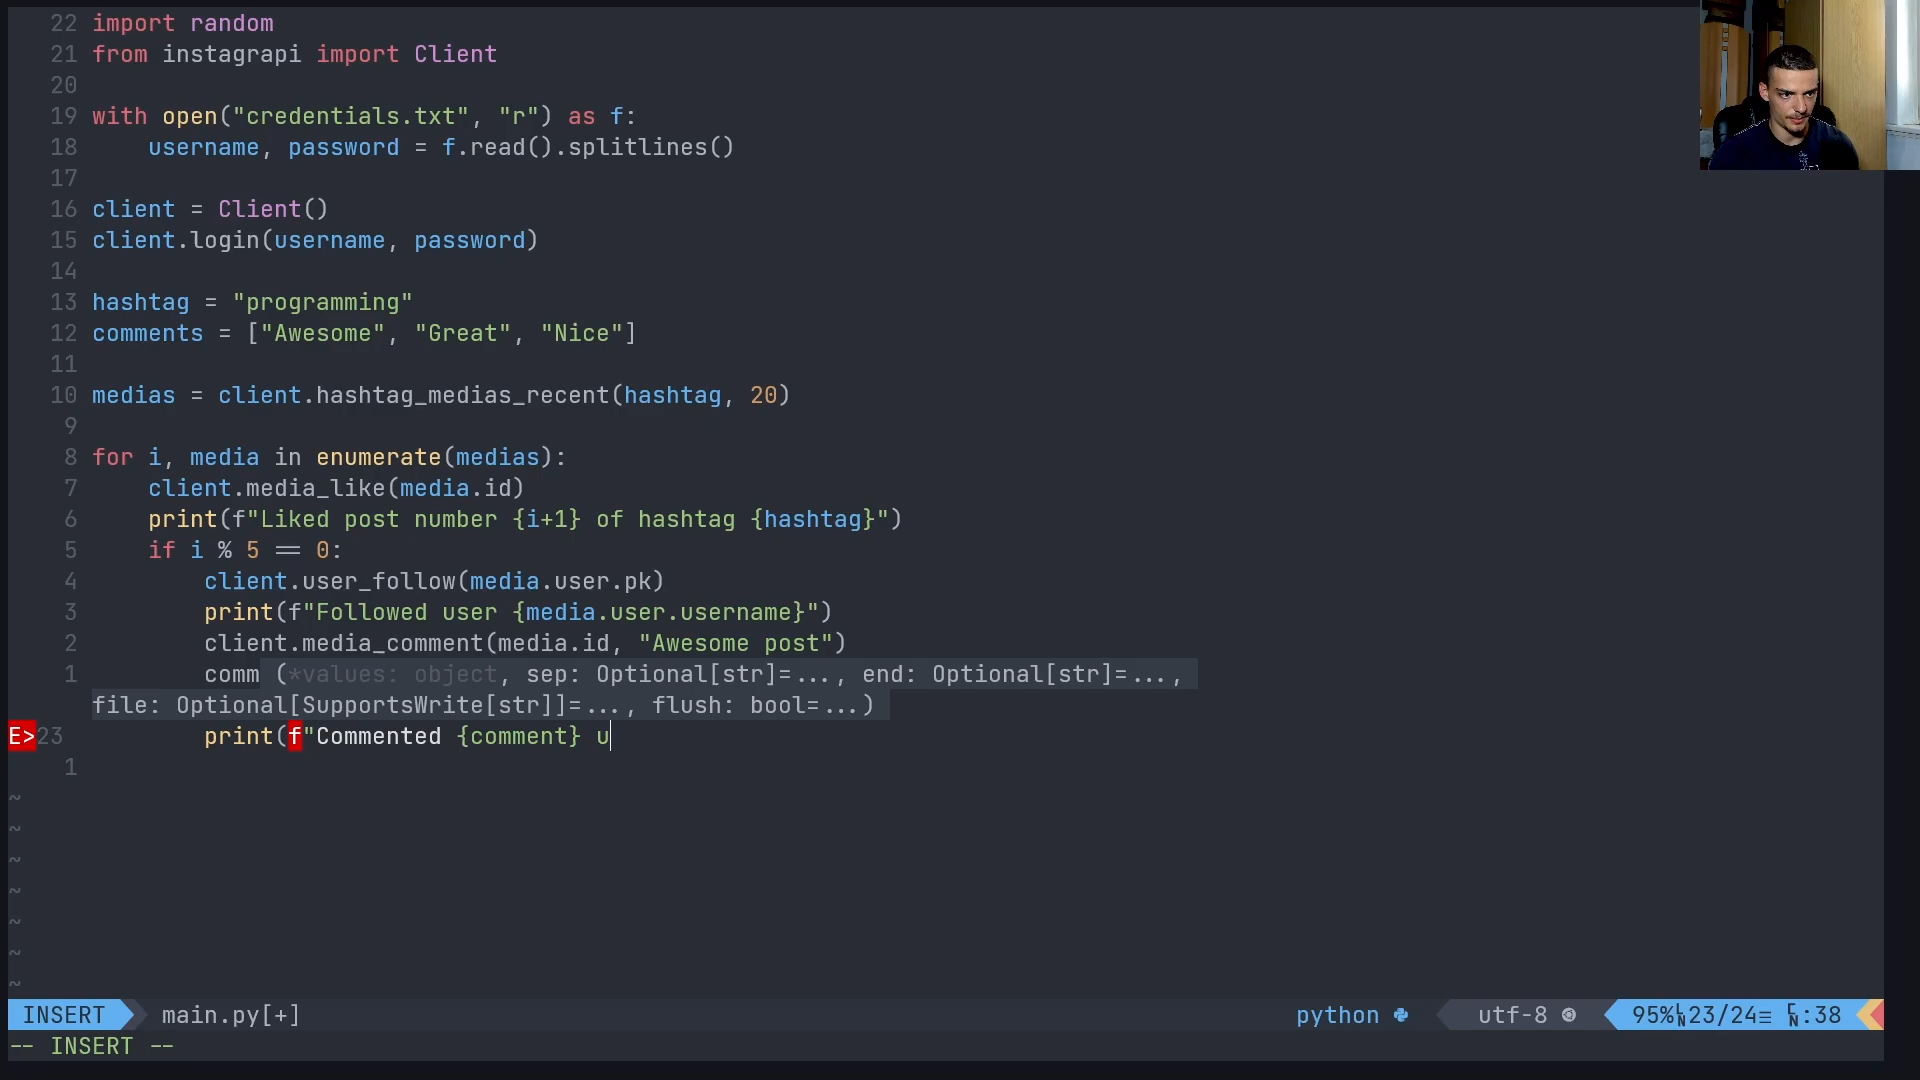 22 import random
21 from instagrapi import Client
20
19 with open("credentials.txt", "r") as f:
18     username, password = f.read().splitlines()
17
16 client = Client()
15 client.login(username, password)
14
13 hashtag = "programming"
12 comments = ["Awesome", "Great", "Nice"]
11
10 medias = client.hashtag_medias_recent(hashtag, 20)
9
8 for i, media in enumerate(medias):
7     client.media_like(media.id)
6     print(f"Liked post number {i+1} of hashtag {hashtag}")
5     if i % 5 == 0:
4         client.user_follow(media.user.pk)
3         print(f"Followed user {media.user.username}")
2         client.media_comment(media.id, "Awesome post")
1         comm (*values: object, sep: Optional[str]=..., end: Optional[str]=...,
file: Optional[SupportsWrite[str]]=..., flush: bool=...)
E>23         print(f"Commented {comment} u
1
~
~
~
~
~
~
~
INSERT main.py[+] python utf-8 95% LN 23/24≡ CN:38
-- INSERT --